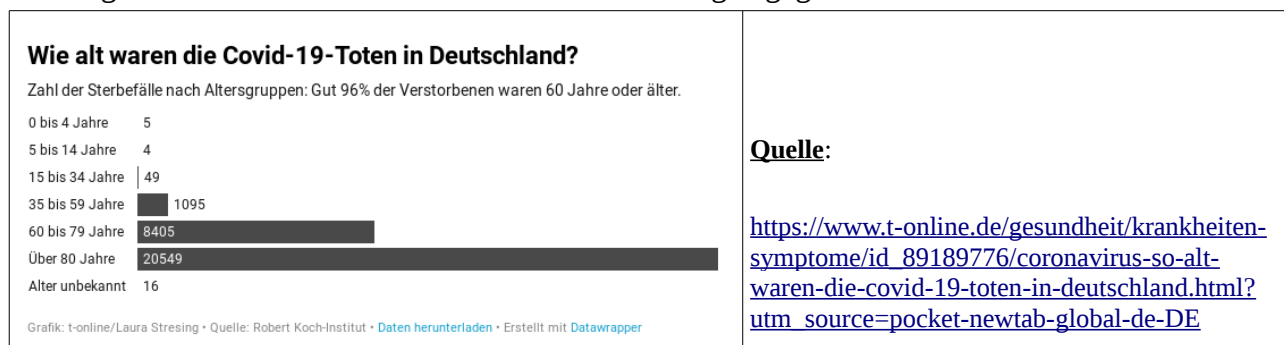 Wie alt waren die Covid-19-Toten in Deutschland?
Zahl der Sterbefälle nach Altersgruppen: Gut 96% der Verstorbenen waren 60 Jahre oder älter.
0 bis 4 Jahre 5
5 bis 14 Jahre 4
15 bis 34 Jahre 49
35 bis 59 Jahre 1095
60 bis 79 Jahre 8405
Über 80 Jahre 20549
Alter unbekannt 16
Grafik: t-online/Laura Stresing • Quelle: Robert Koch-Institut • Daten herunterladen • Erstellt mit Datawrapper
Quelle:
https://www.t-online.de/gesundheit/krankheiten-
symptome/id_89189776/coronavirus-so-alt-
waren-die-covid-19-toten-in-deutschland.html?
utm_source=pocket-newtab-global-de-DE